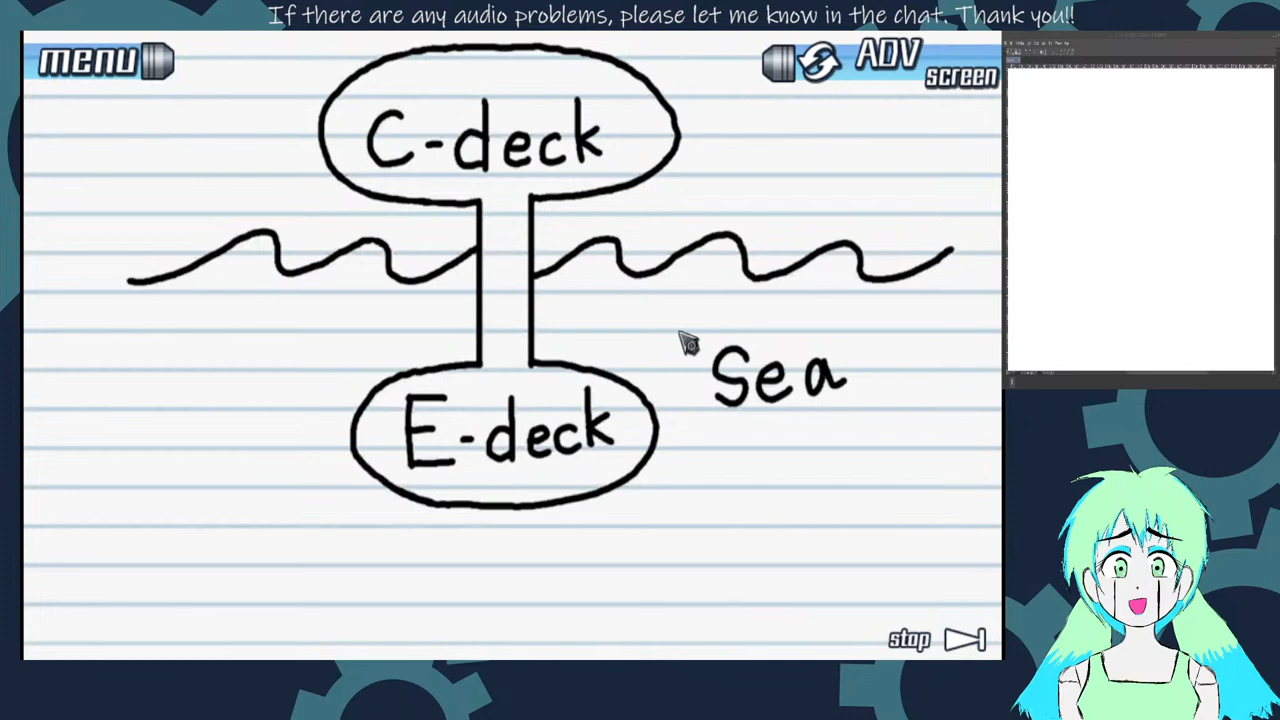 If there are any audio problems, please let me know in the chat. Thank you!!
menu
ADV
screen
C-deck
Sea
E-deck
stop